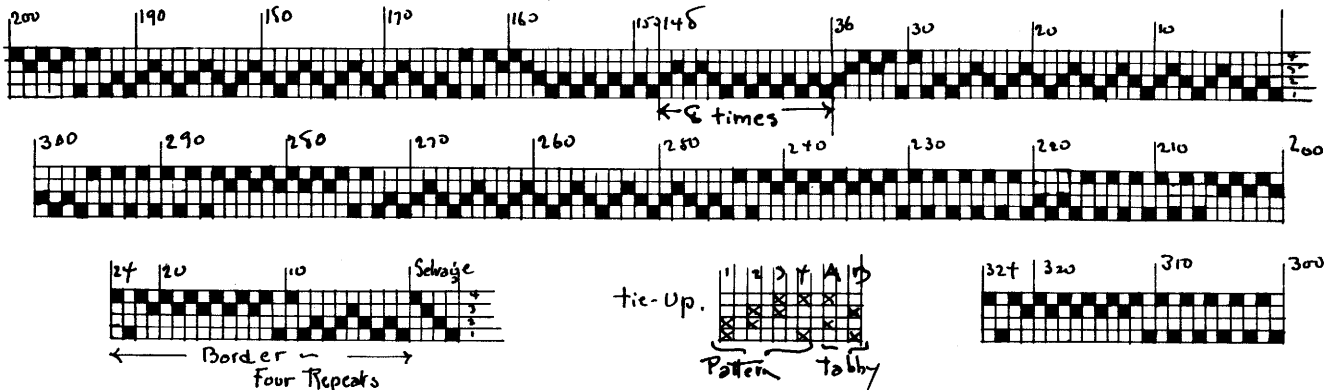 200 190 180 170 160 150 148 36 30 20 10
4
3
2
1
8 times
300 290 280 270 260 250 240 230 220 210 200
24 20 10 Selvage
4
3
2
1
Border
Four Repeats
tie-up.
1 2 3 4 A B
Pattern Tabby
324 320 310 300